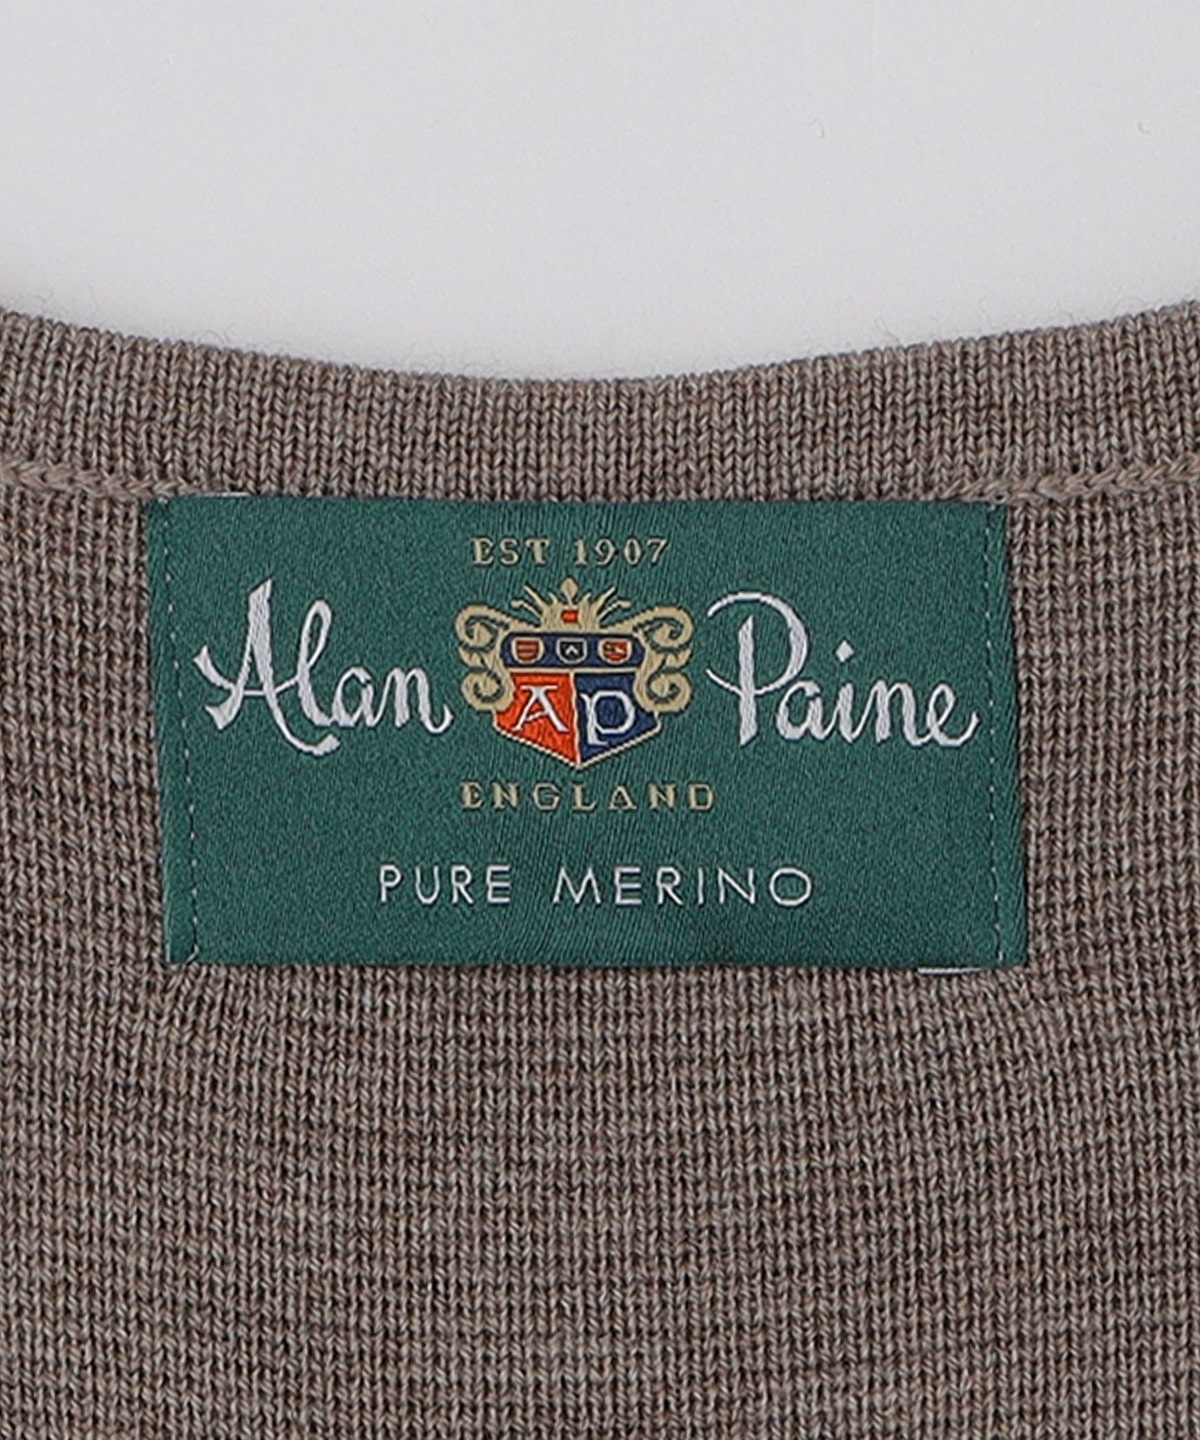 EST 1907
Alan Paine
AP
ENGLAND
PURE MERINO